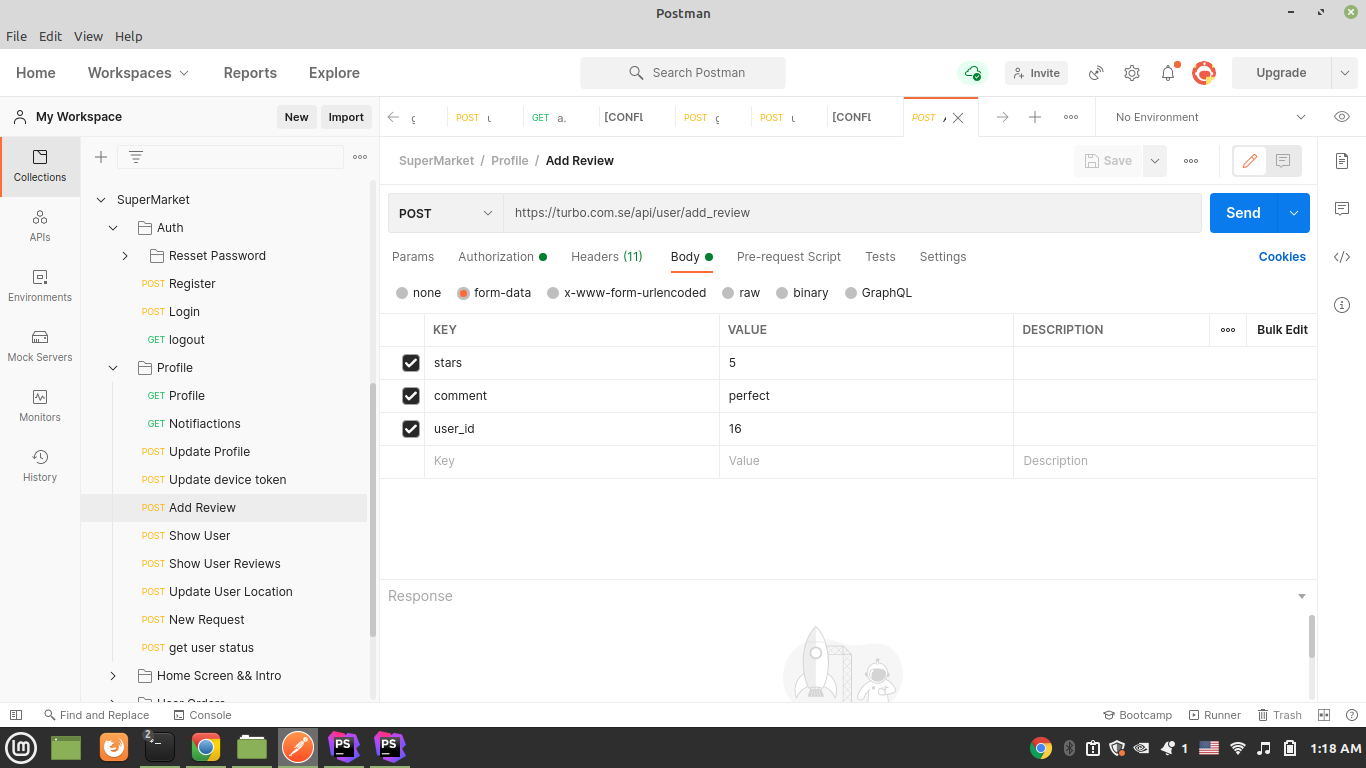 Postman
File Edit View Help
Home Workspaces Reports Explore Search Postman Invite Upgrade
My Workspace New Import POST GET a. [CONFL POST POST [CONFL POST No Environment
SuperMarket / Profile / Add Review Save
Collections
APIs
Environments
Mock Servers
Monitors
History
SuperMarket
Auth
Resset Password
POST Register
POST Login
GET logout
Profile
GET Profile
GET Notifiactions
POST Update Profile
POST Update device token
POST Add Review
POST Show User
POST Show User Reviews
POST Update User Location
POST New Request
POST get user status
Home Screen && Intro
POST https://turbo.com.se/api/user/add_review Send
Params Authorization Headers (11) Body Pre-request Script Tests Settings Cookies
none form-data x-www-form-urlencoded raw binary GraphQL
KEY VALUE DESCRIPTION Bulk Edit
stars 5
comment perfect
user_id 16
Key Value Description
Response
Find and Replace Console Bootcamp Runner Trash
2 PS PS 1 1:18 AM